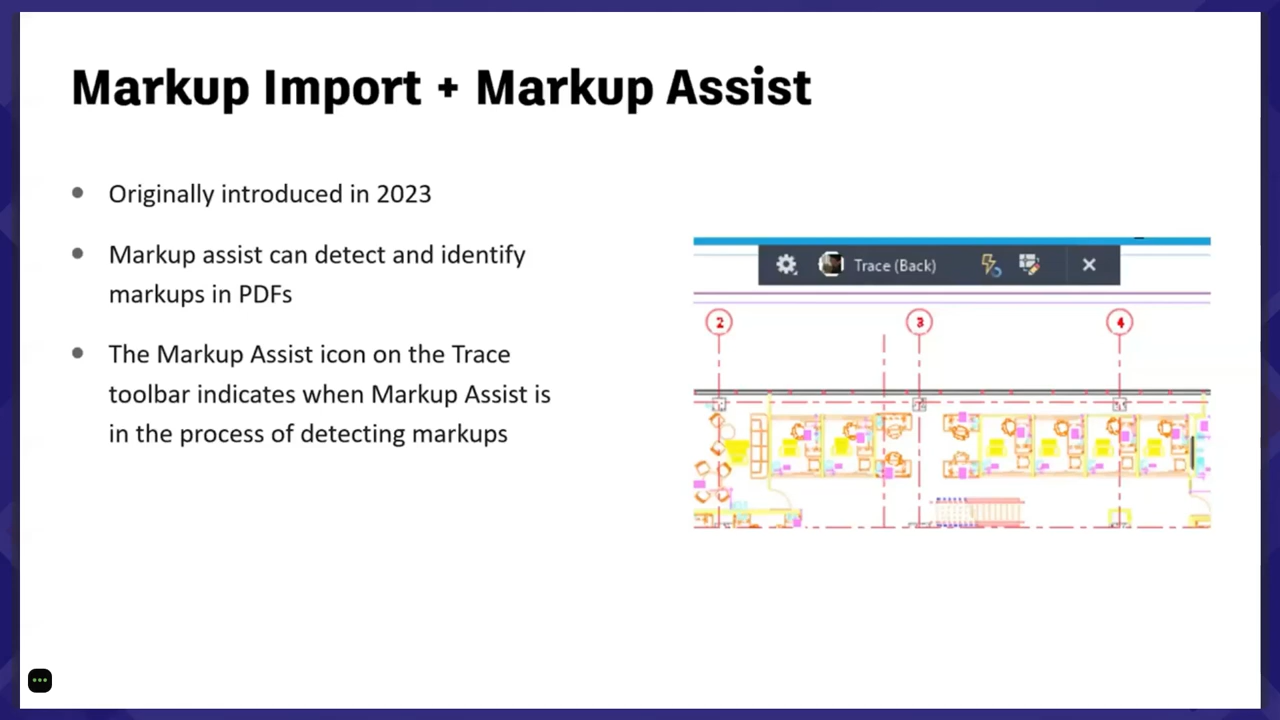 Markup Import + Markup Assist
Originally introduced in 2023
Markup assist can detect and identify
markups in PDFs
The Markup Assist icon on the Trace
toolbar indicates when Markup Assist is
in the process of detecting markups
Trace (Back)
2 3 4